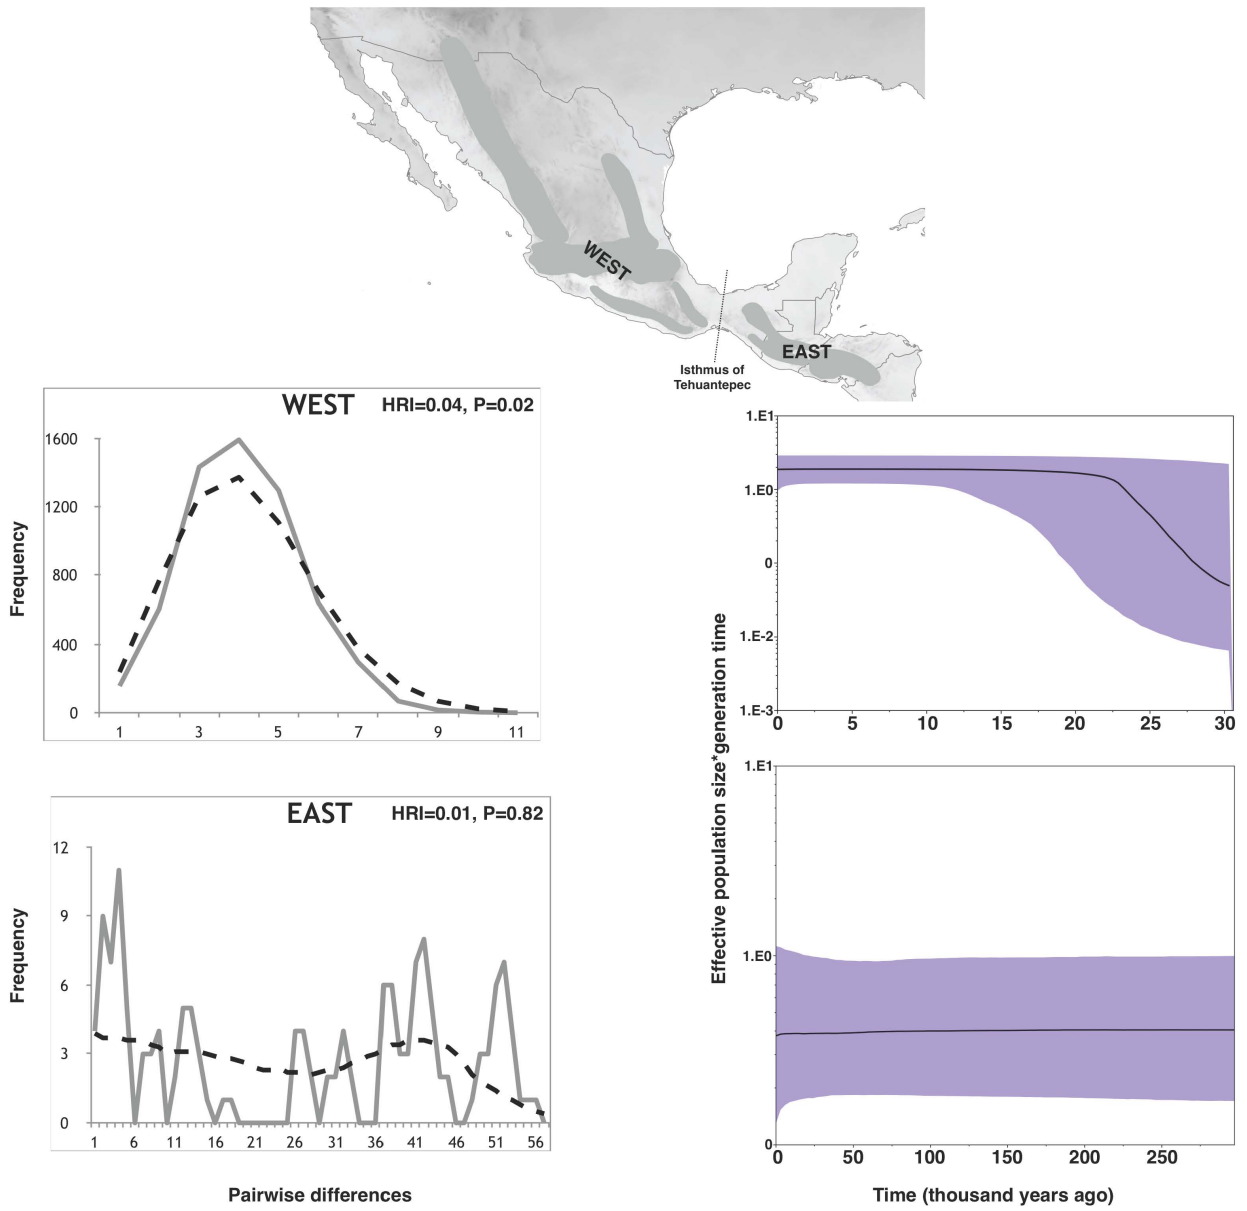 WEST
EAST
Isthmus of
Tehuantepec
WEST HRI=0.04, P=0.02
Frequency
1600
1200
800
400
0
1 3 5 7 9 11
EAST HRI=0.01, P=0.82
Frequency
12
9
6
3
0
1 6 11 16 21 26 31 36 41 46 51 56
Pairwise differences
Effective population size*generation time
1.E1
1.E0
0
1.E-2
1.E-3
0 5 10 15 20 25 30
1.E1
1.E0
0
0 50 100 150 200 250
Time (thousand years ago)